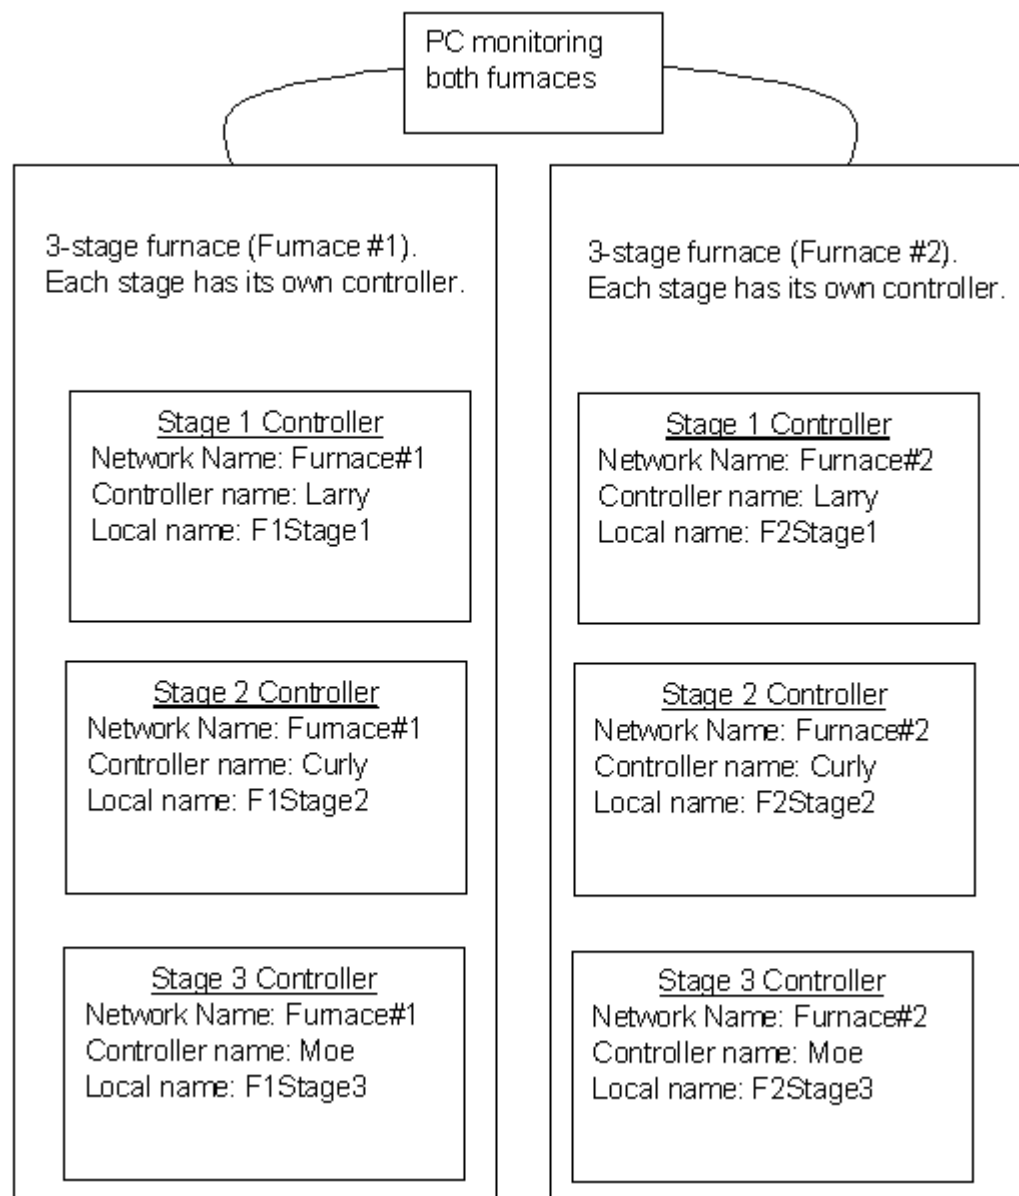 PC monitoring
both furnaces
3-stage furnace (Furnace #1).
Each stage has its own controller.
Stage 1 Controller
Network Name: Furnace#1
Controller name: Larry
Local name: F1Stage1
Stage 2 Controller
Network Name: Furnace#1
Controller name: Curly
Local name: F1Stage2
Stage 3 Controller
Network Name: Furnace#1
Controller name: Moe
Local name: F1Stage3
3-stage furnace (Furnace #2).
Each stage has its own controller.
Stage 1 Controller
Network Name: Furnace#2
Controller name: Larry
Local name: F2Stage1
Stage 2 Controller
Network Name: Furnace#2
Controller name: Curly
Local name: F2Stage2
Stage 3 Controller
Network Name: Furnace#2
Controller name: Moe
Local name: F2Stage3